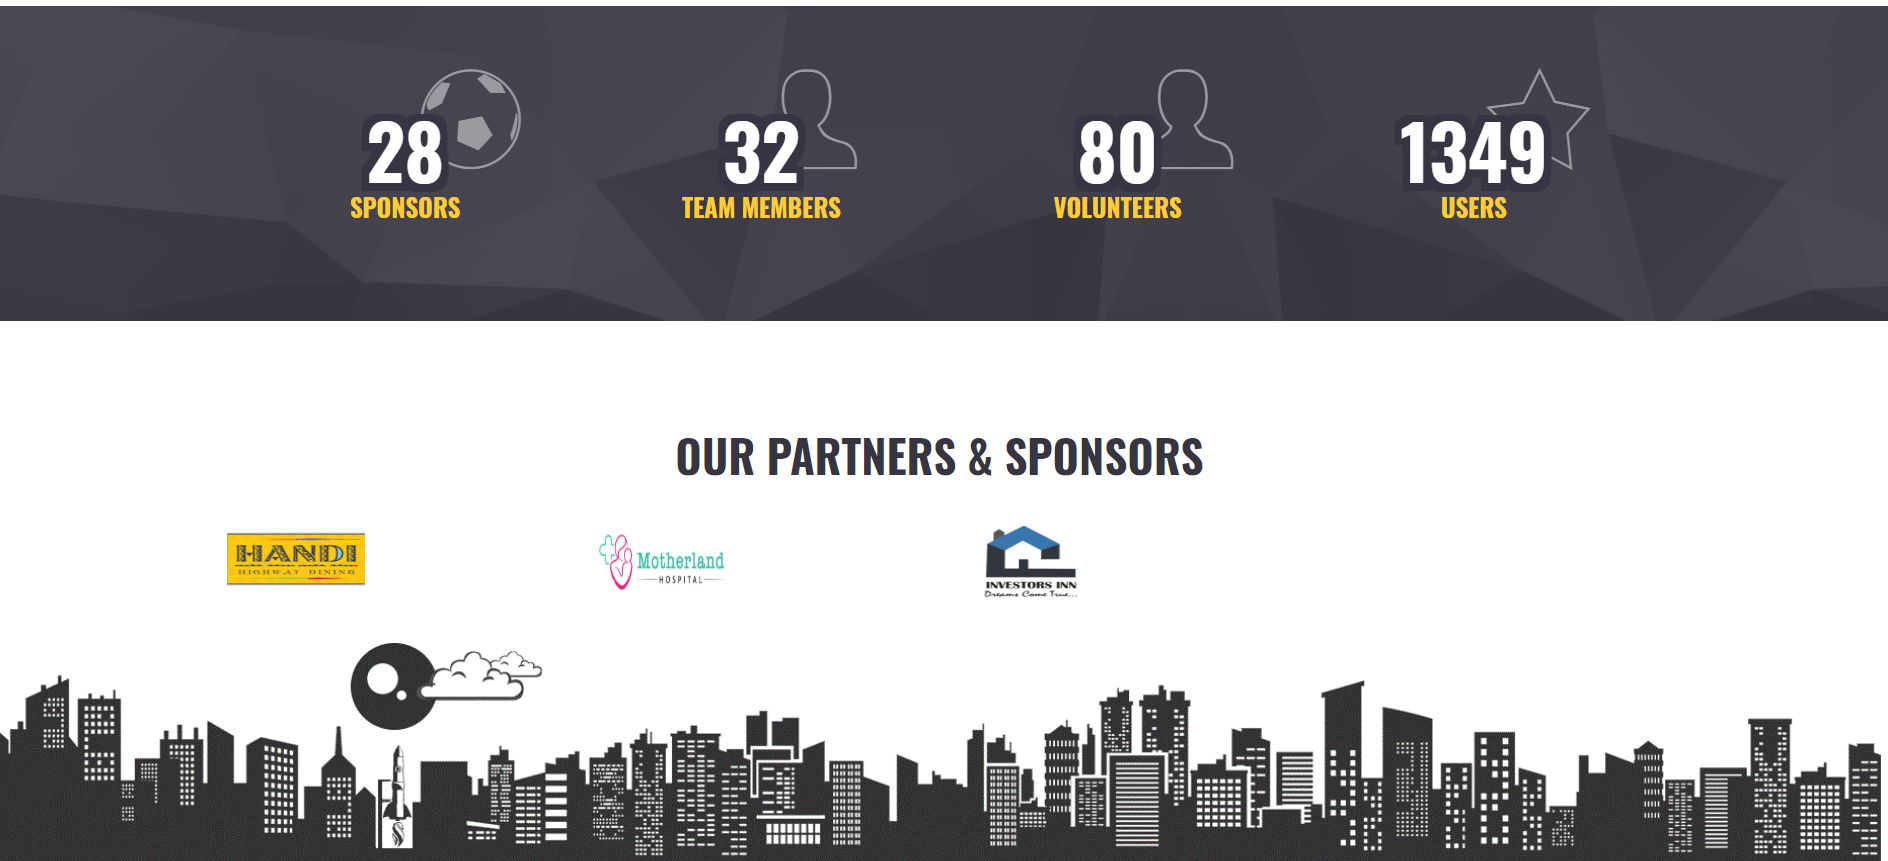 28
SPONSORS
32
TEAM MEMBERS
80
VOLUNTEERS
1349
USERS
OUR PARTNERS & SPONSORS
HANDI
HIGHWAY DINING
Motherland
HOSPITAL
INVESTORS INN
Dreams Come True...